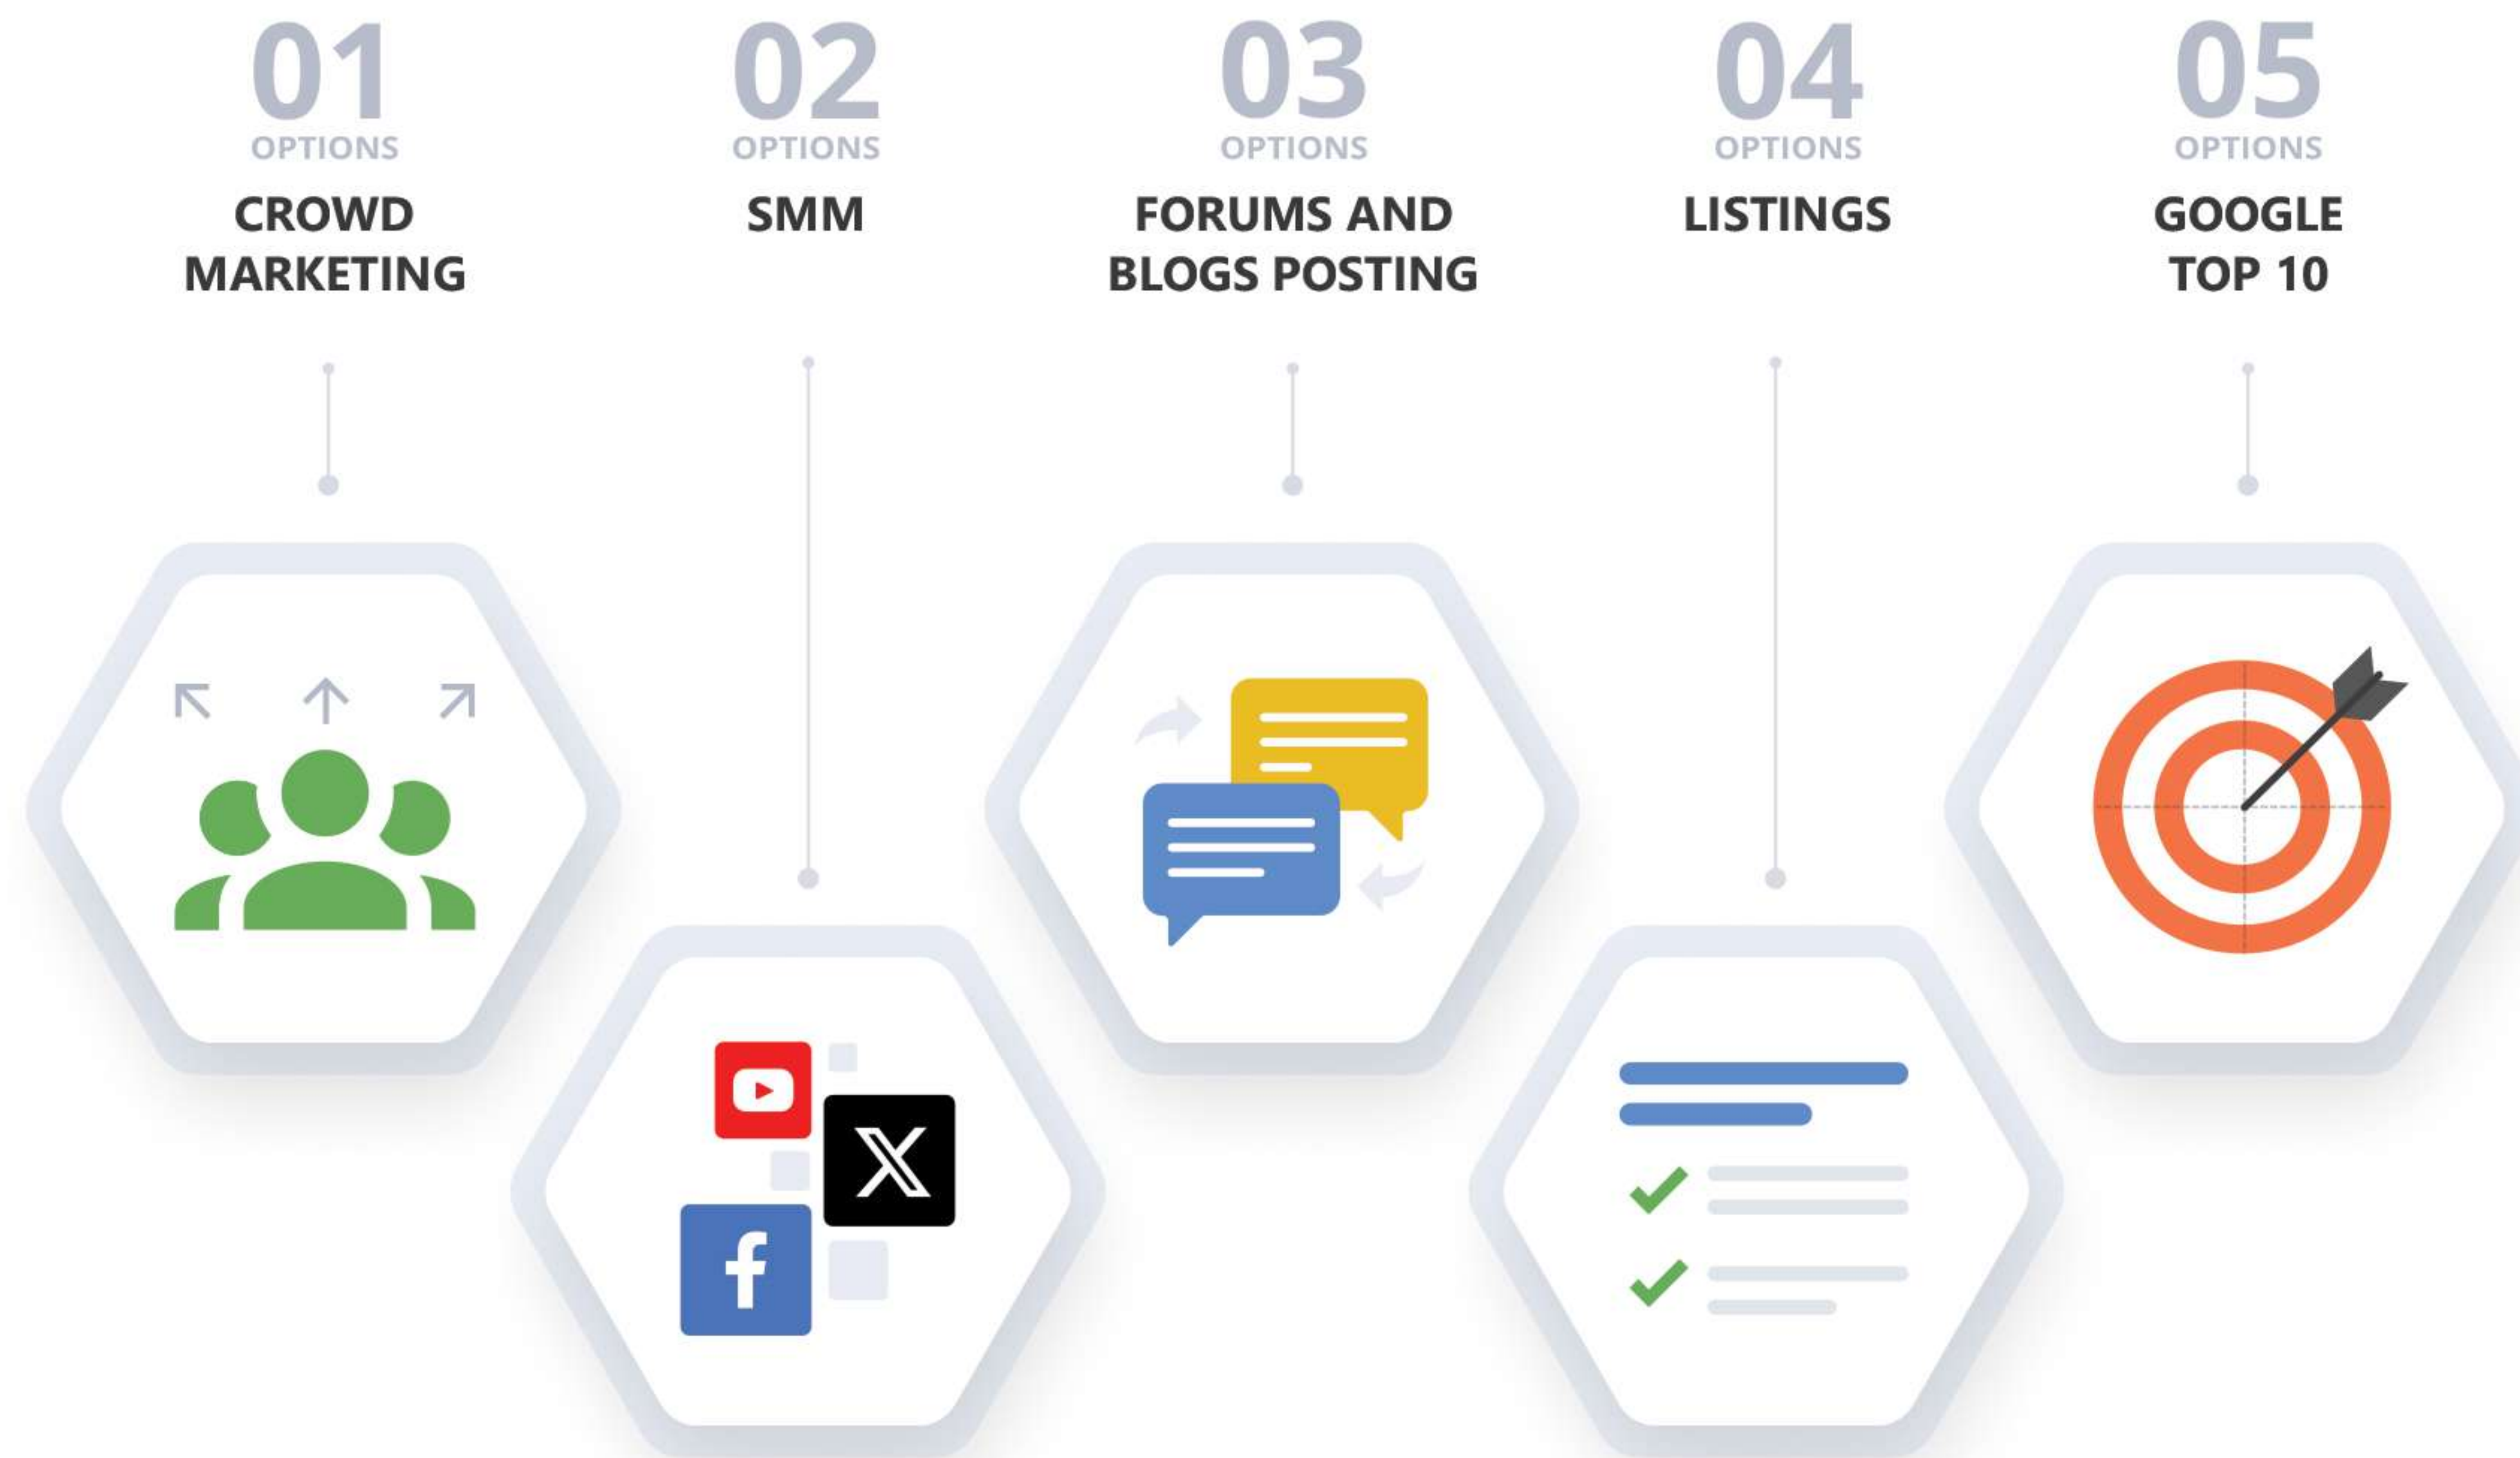 01
OPTIONS
CROWD
MARKETING
02
OPTIONS
SMM
03
OPTIONS
FORUMS AND
BLOGS POSTING
04
OPTIONS
LISTINGS
05
OPTIONS
GOOGLE
TOP 10